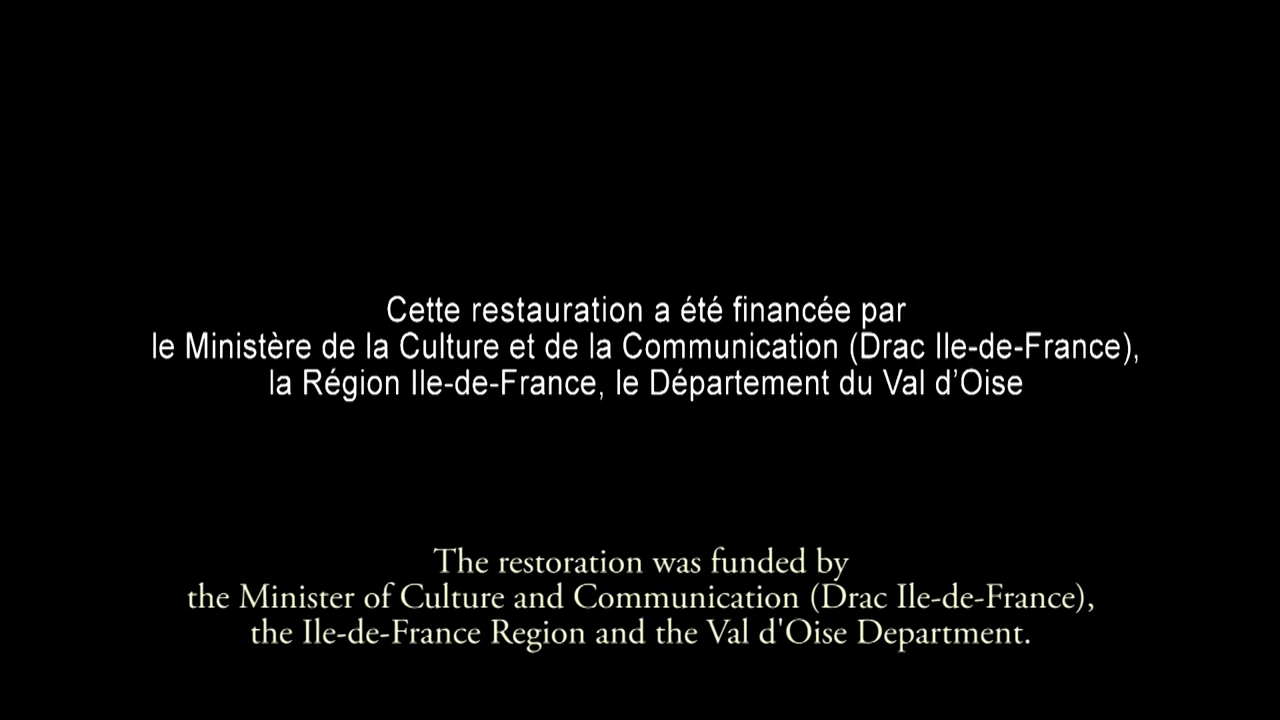 Cette restauration a été financée par
le Ministère de la Culture et de la Communication (Drac Ile-de-France),
la Région Ile-de-France, le Département du Val d’Oise
The restoration was funded by
the Minister of Culture and Communication (Drac Ile-de-France),
the Ile-de-France Region and the Val d'Oise Department.